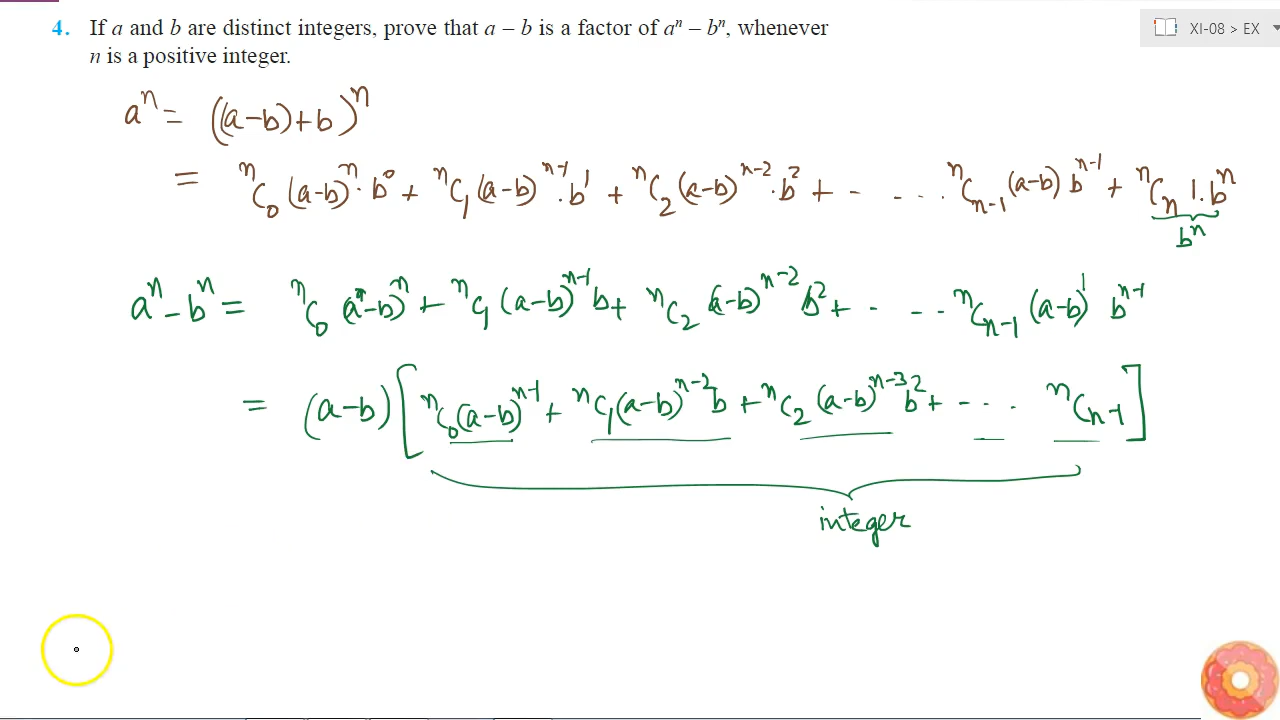 4. If a and b are distinct integers, prove that a – b is a factor of aⁿ – bⁿ, whenever
n is a positive integer.
XI-08 > EX
aⁿ = ((a-b)+b)ⁿ
= ⁿC₀(a-b)ⁿ·b⁰ + ⁿC₁(a-b)ⁿ⁻¹·b¹ + ⁿC₂(a-b)ⁿ⁻²·b² + - ... ⁿCₙ₋₁(a-b) bⁿ⁻¹ + ⁿCₙ 1·bⁿ
bⁿ
aⁿ-bⁿ = ⁿC₀ (aⁿ-b)ⁿ + ⁿC₁ (a-b)ⁿ⁻¹b + ⁿC₂ (a-b)ⁿ⁻² b² + - ... ⁿCₙ₋₁ (a-b)¹ bⁿ⁻¹
= (a-b) [ⁿC₀(a-b)ⁿ⁻¹ + ⁿC₁(a-b)ⁿ⁻²b + ⁿC₂ (a-b)ⁿ⁻³b² + - ... ⁿCₙ₋₁]
integer